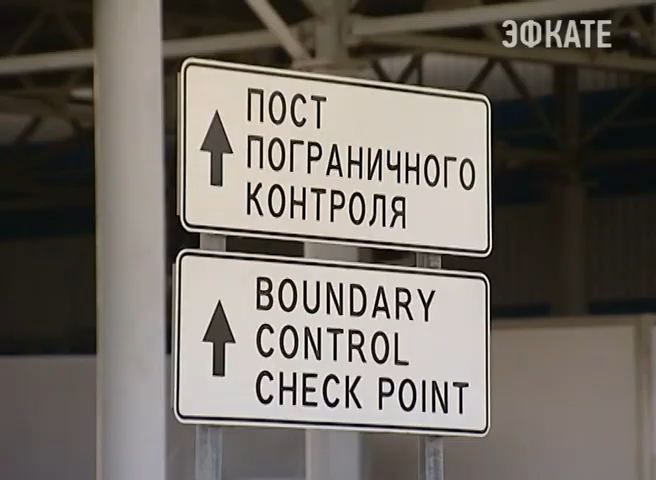 ЭФКАТЕ
ПОСТ
ПОГРАНИЧНОГО
КОНТРОЛЯ
BOUNDARY
CONTROL
CHECK POINT